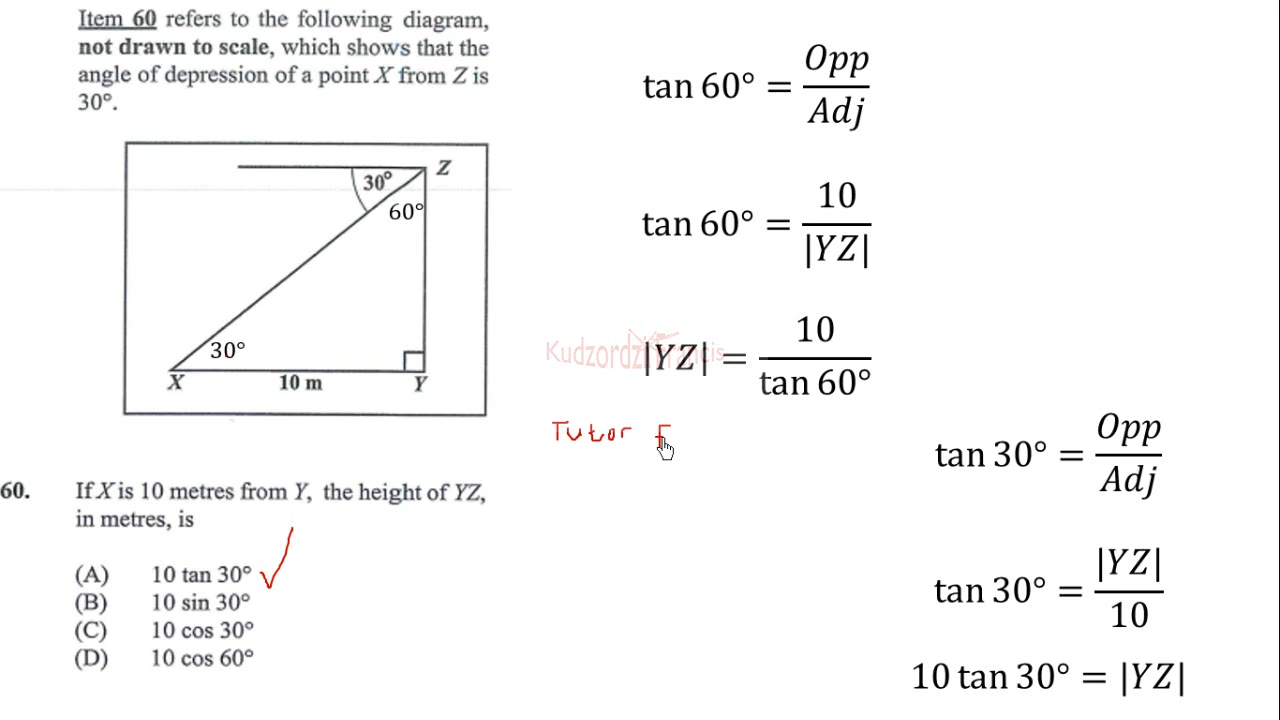 Item 60 refers to the following diagram,
not drawn to scale, which shows that the
angle of depression of a point X from Z is
30°.
Z
30°
60°
30°
X
10 m
Y
60. If X is 10 metres from Y, the height of YZ,
in metres, is
(A) 10 tan 30°
(B) 10 sin 30°
(C) 10 cos 30°
(D) 10 cos 60°
tan 60° = Opp/Adj
tan 60° = 10/|YZ|
|YZ| = 10/tan 60°
Tutor F
tan 30° = Opp/Adj
tan 30° = |YZ|/10
10 tan 30° = |YZ|